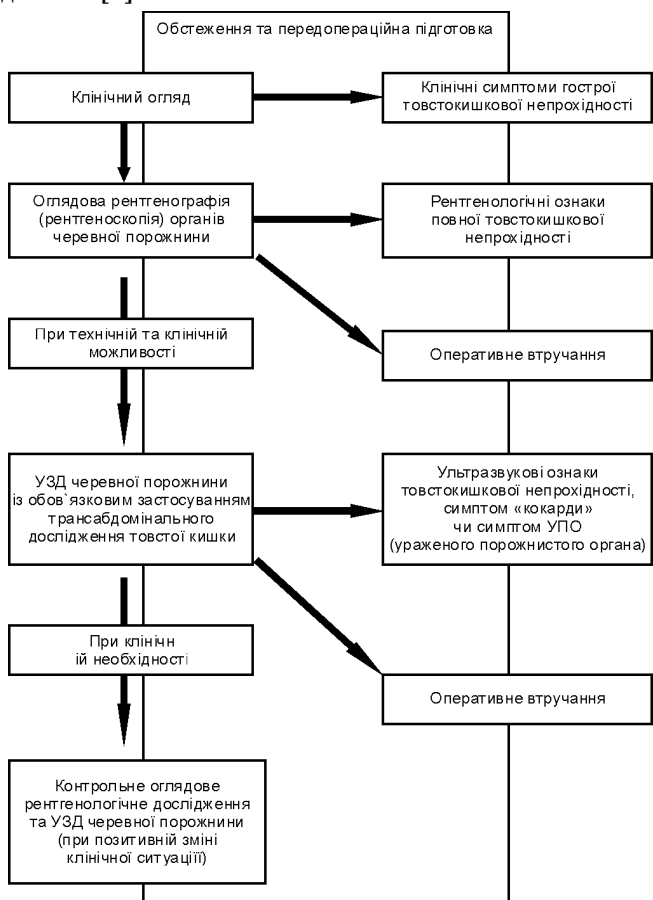 Обстеження та передопераційна підготовка
Клінічний огляд
Клінічні симптоми гострої
товстокишкової непрохідності
Оглядова рентгенографія
(рентгеноскопія) органів
черевної порожнини
Рентгенологічні ознаки
повної товстокишкової
непрохідності
При технічній та клінічній
можливості
Оперативне втручання
УЗД черевної порожнини
із обов`язковим застосуванням
трансабдомінального
дослідження товстої кишки
Ультразвукові ознаки
товстокишкової непрохідності,
симптом «кокарди»
чи симптом УПО
(ураженого порожнистого органа)
При клінічн
ій необхідності
Оперативне втручання
Контрольне оглядове
рентгенологічне дослідження
та УЗД черевної порожнини
(при позитивній зміні
клінічної ситуаціїї)